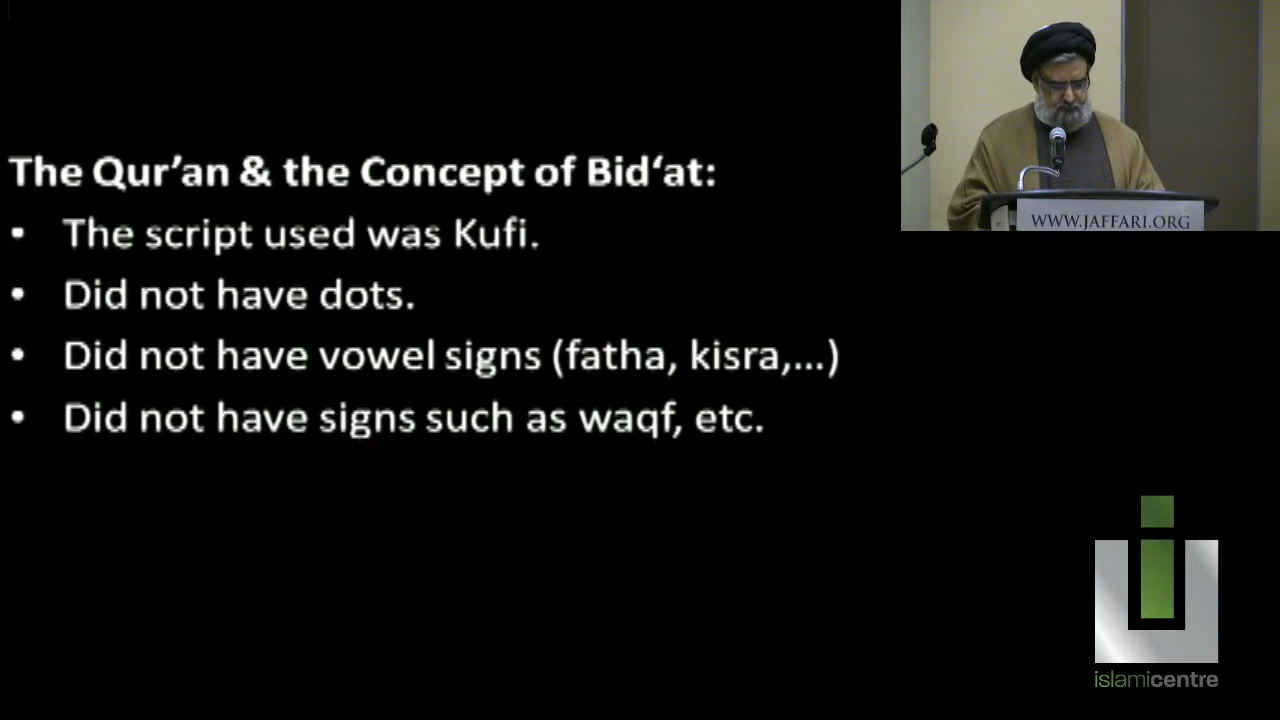 The Qur’an & the Concept of Bid‘at:
• The script used was Kufi.
• Did not have dots.
• Did not have vowel signs (fatha, kisra,...)
• Did not have signs such as waqf, etc.
WWW.JAFFARI.ORG
islamicentre